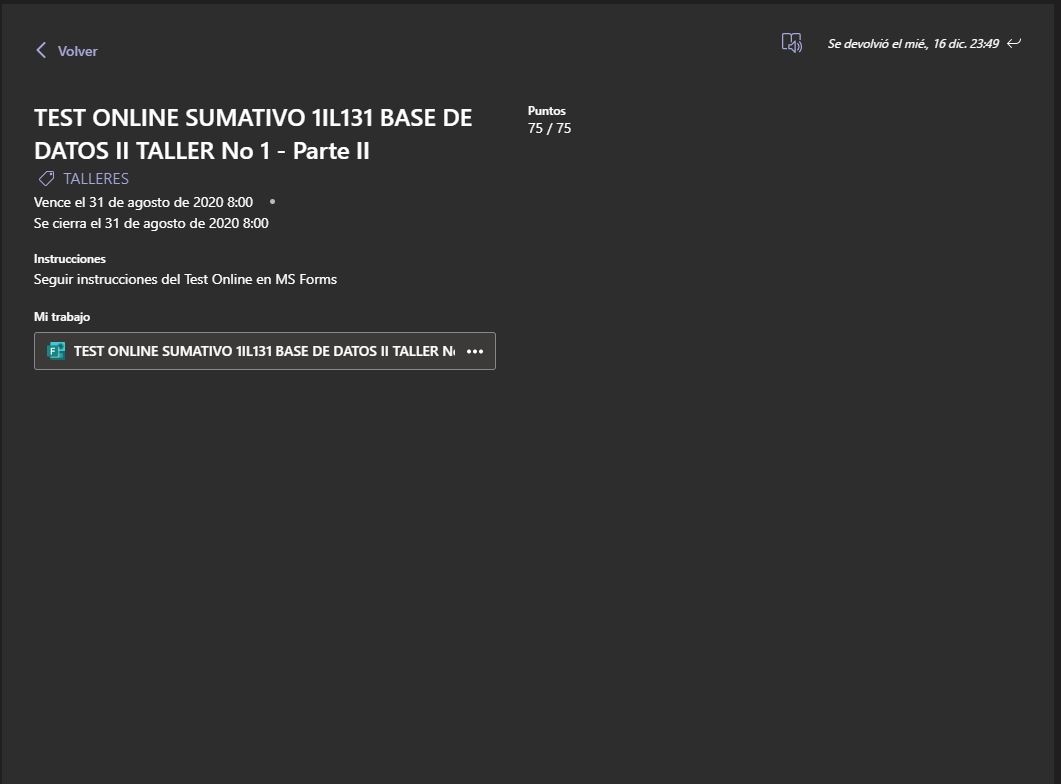 Volver
Se devolvió el mié., 16 dic. 23:49
TEST ONLINE SUMATIVO 1IL131 BASE DE
DATOS II TALLER No 1 - Parte II
Puntos
75 / 75
TALLERES
Vence el 31 de agosto de 2020 8:00
Se cierra el 31 de agosto de 2020 8:00
Instrucciones
Seguir instrucciones del Test Online en MS Forms
Mi trabajo
TEST ONLINE SUMATIVO 1IL131 BASE DE DATOS II TALLER No